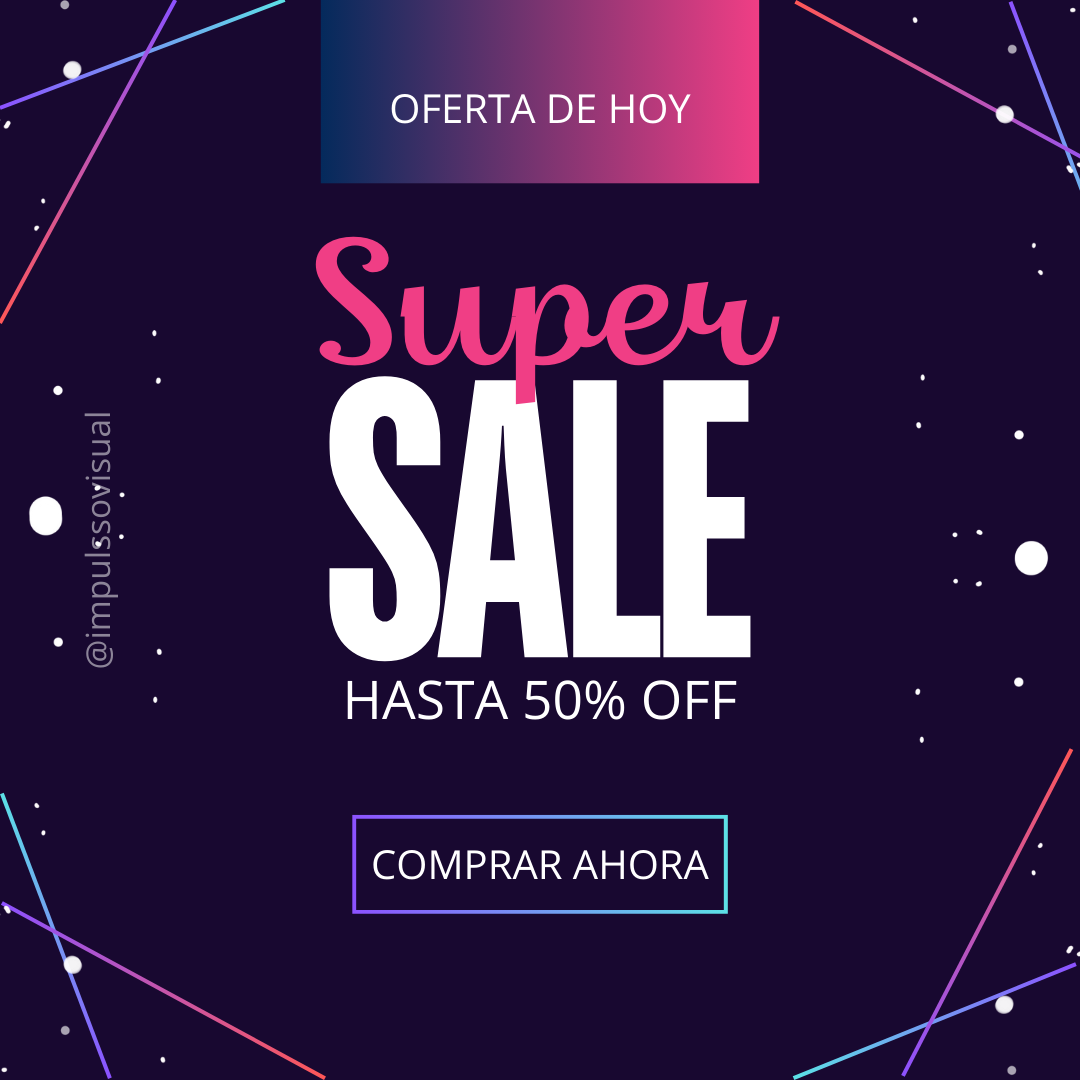 OFERTA DE HOY
Super
SALE
HASTA 50% OFF
@impulssovisual
COMPRAR AHORA